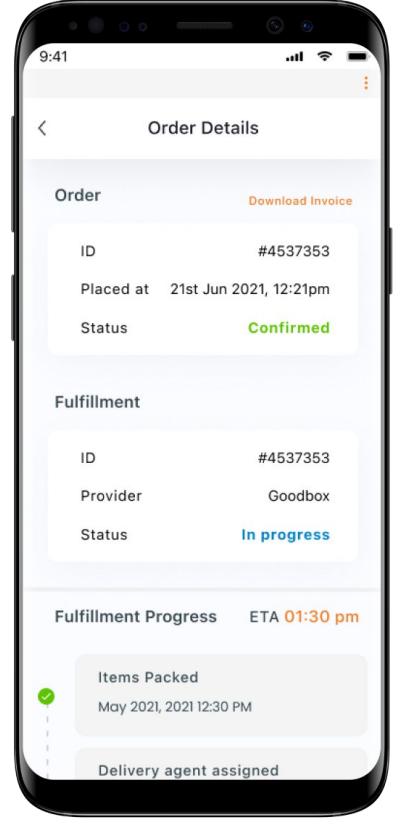 9:41
Order Details
Order Download Invoice
ID #4537353
Placed at 21st Jun 2021, 12:21pm
Status Confirmed
Fulfillment
ID #4537353
Provider Goodbox
Status In progress
Fulfillment Progress ETA 01:30 pm
Items Packed
May 2021, 2021 12:30 PM
Delivery agent assigned